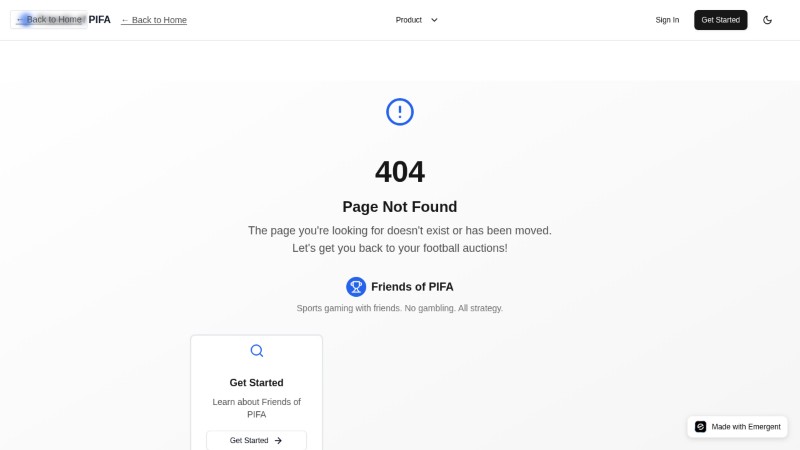 ← Back to Home PIFA ← Back to Home Product Sign In Get Started
404
Page Not Found
The page you're looking for doesn't exist or has been moved.
Let's get you back to your football auctions!
Friends of PIFA
Sports gaming with friends. No gambling. All strategy.
Get Started
Learn about Friends of
PIFA
Get Started →
Made with Emergent